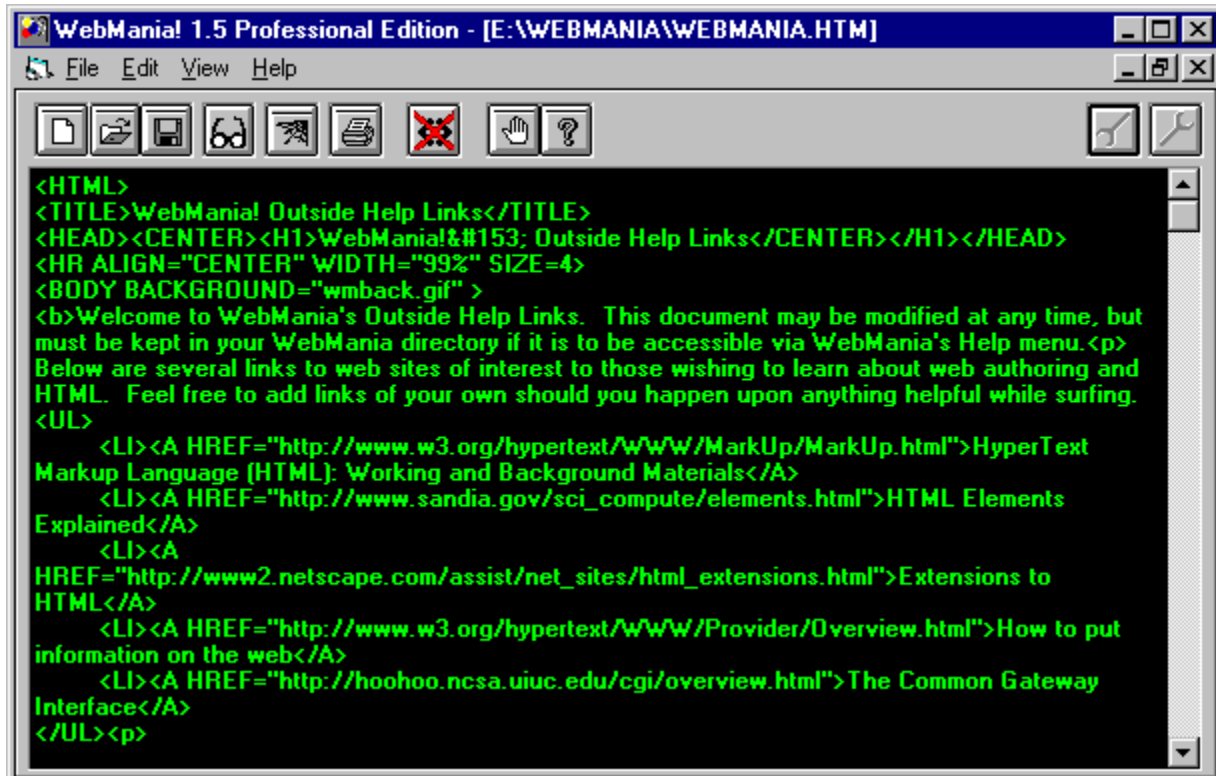 WebMania! 1.5 Professional Edition - [E:\WEBMANIA\WEBMANIA.HTM]
File Edit View Help
<HTML>
<TITLE>WebMania! Outside Help Links</TITLE>
<HEAD><CENTER><H1>WebMania!&#153; Outside Help Links</CENTER></H1></HEAD>
<HR ALIGN="CENTER" WIDTH="99%" SIZE=4>
<BODY BACKGROUND="wmback.gif" >
<b>Welcome to WebMania's Outside Help Links.  This document may be modified at any time, but
must be kept in your WebMania directory if it is to be accessible via WebMania's Help menu.<p>
Below are several links to web sites of interest to those wishing to learn about web authoring and
HTML.  Feel free to add links of your own should you happen upon anything helpful while surfing.
<UL>
     <LI><A HREF="http://www.w3.org/hypertext/WWW/MarkUp/MarkUp.html">HyperText
Markup Language (HTML): Working and Background Materials</A>
     <LI><A HREF="http://www.sandia.gov/sci_compute/elements.html">HTML Elements
Explained</A>
     <LI><A
HREF="http://www2.netscape.com/assist/net_sites/html_extensions.html">Extensions to
HTML</A>
     <LI><A HREF="http://www.w3.org/hypertext/WWW/Provider/Overview.html">How to put
information on the web</A>
     <LI><A HREF="http://hoohoo.ncsa.uiuc.edu/cgi/overview.html">The Common Gateway
Interface</A>
</UL><p>